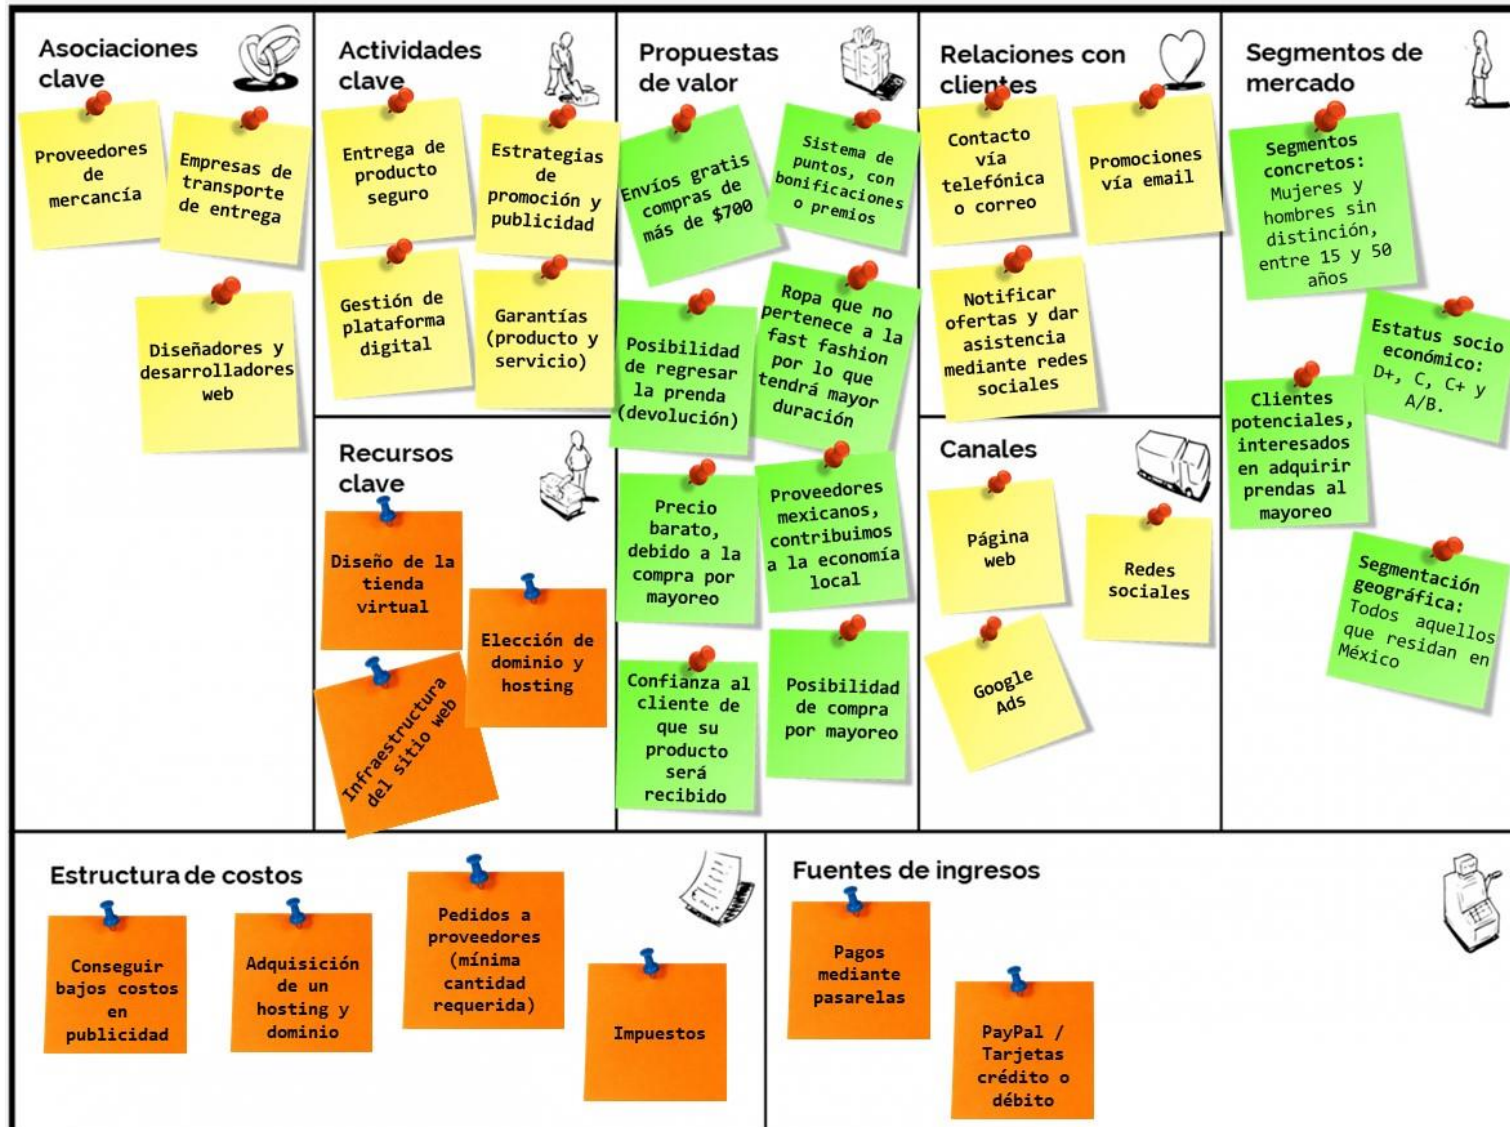 Asociaciones
clave
Proveedores
de
mercancía
Empresas de
transporte
de entrega
Diseñadores y
desarrolladores
web
Actividades
clave
Entrega de
producto
seguro
Estrategias
de
promoción y
publicidad
Gestión de
plataforma
digital
Garantías
(producto y
servicio)
Recursos
clave
Diseño de la
tienda
virtual
Elección de
dominio y
hosting
Infraestructura
del sitio web
Propuestas
de valor
Envíos gratis
compras de
más de $700
Sistema de
puntos, con
bonificaciones
o premios
Posibilidad
de regresar
la prenda
(devolución)
Ropa que no
pertenece a la
fast fashion
por lo que
tendrá mayor
duración
Precio
barato,
debido a la
compra por
mayoreo
Proveedores
mexicanos,
contribuimos
a la economía
local
Confianza al
cliente de
que su
producto
será
recibido
Posibilidad
de compra
por mayoreo
Relaciones con
clientes
Contacto
vía
telefónica
o correo
Promociones
vía email
Notificar
ofertas y dar
asistencia
mediante redes
sociales
Canales
Página
web
Redes
sociales
Google
Ads
Segmentos de
mercado
Segmentos
concretos:
Mujeres y
hombres sin
distinción,
entre 15 y 50
años
Estatus socio
económico:
D+, C, C+ y
A/B.
Clientes
potenciales,
interesados
en adquirir
prendas al
mayoreo
Segmentación
geográfica:
Todos aquellos
que residan en
México
Estructura de costos
Conseguir
bajos costos
en
publicidad
Adquisición
de un
hosting y
dominio
Pedidos a
proveedores
(mínima
cantidad
requerida)
Impuestos
Fuentes de ingresos
Pagos
mediante
pasarelas
PayPal /
Tarjetas
crédito o
débito